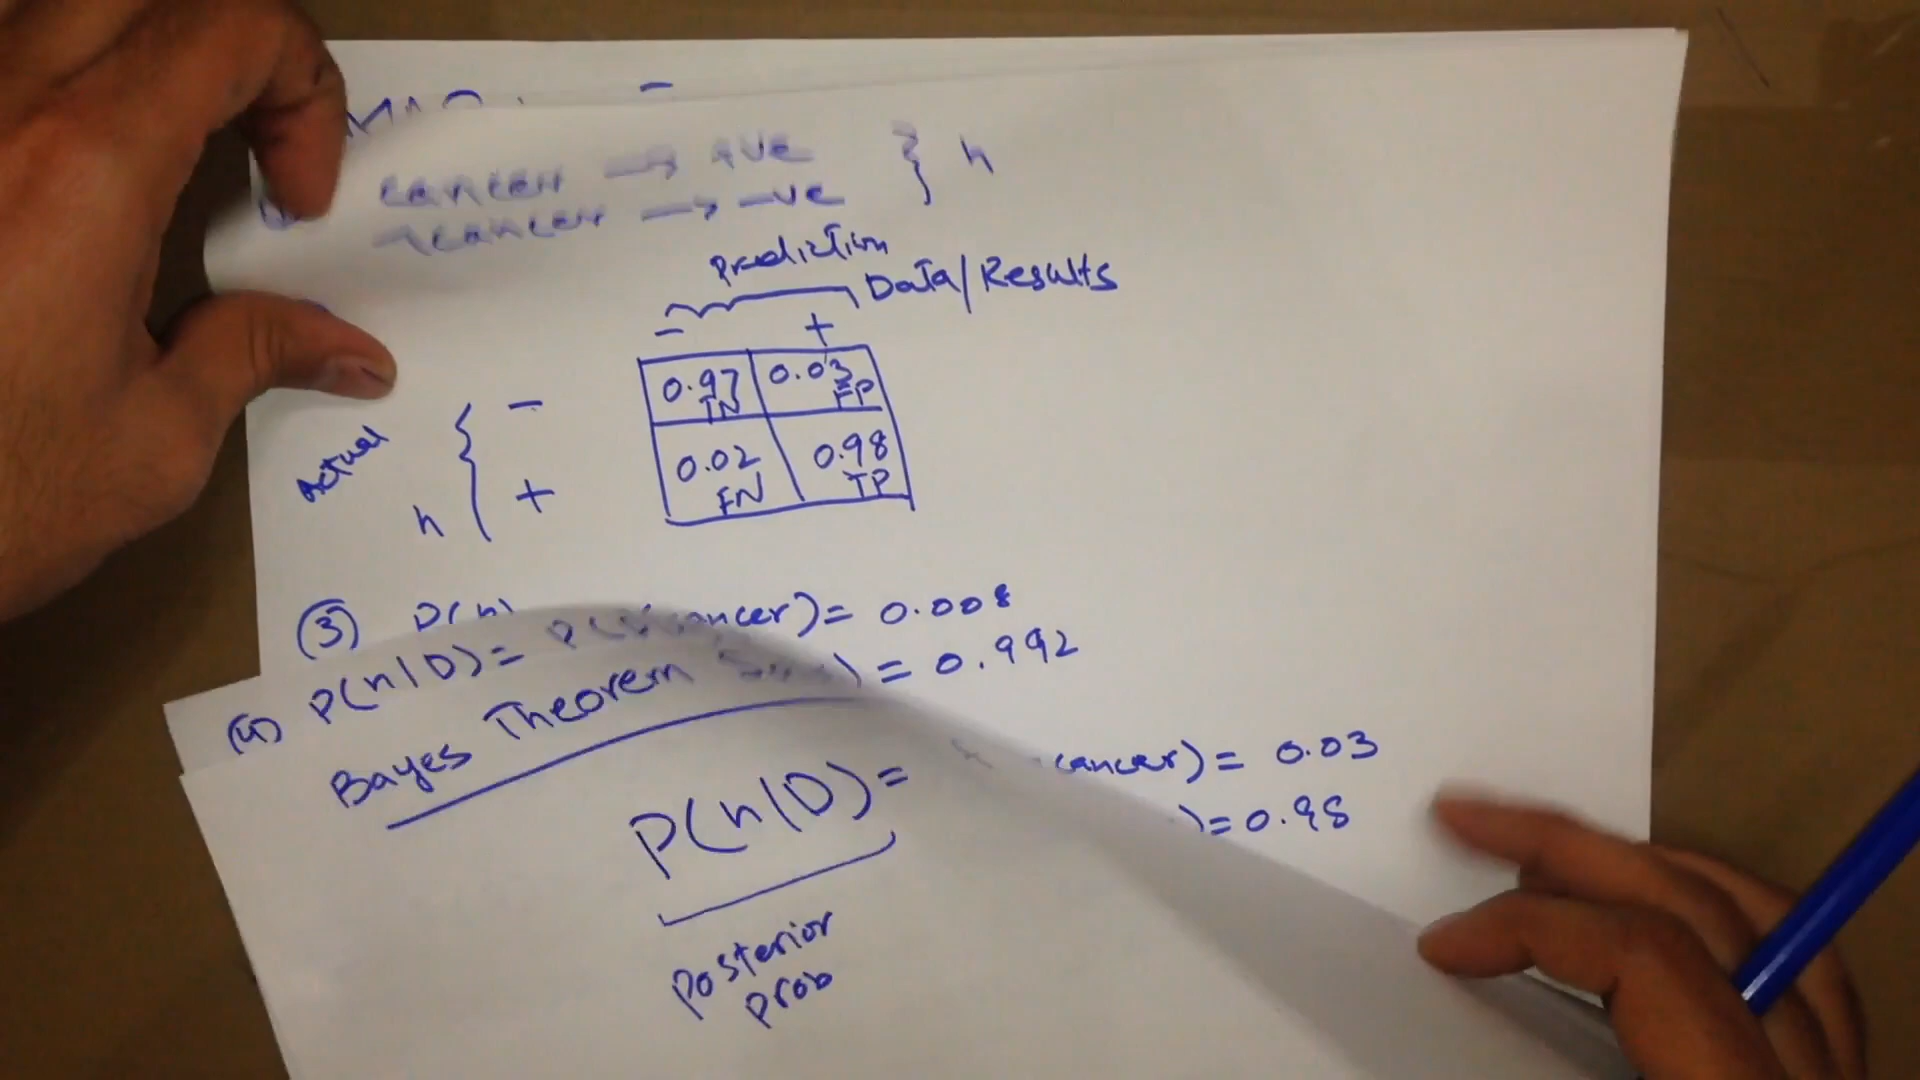 cancer → +ve } h
¬cancer → -ve
prediction
Data/Results
- +
0.97 0.03
TN FP
Actual
h { - +
0.02 0.98
FN TP
(3) P(h)
cancer) = 0.008
= 0.992
(4) P(h|D) =
Bayes Theorem
cancer) = 0.03
) = 0.98
P(h|D) =
posterior
prob